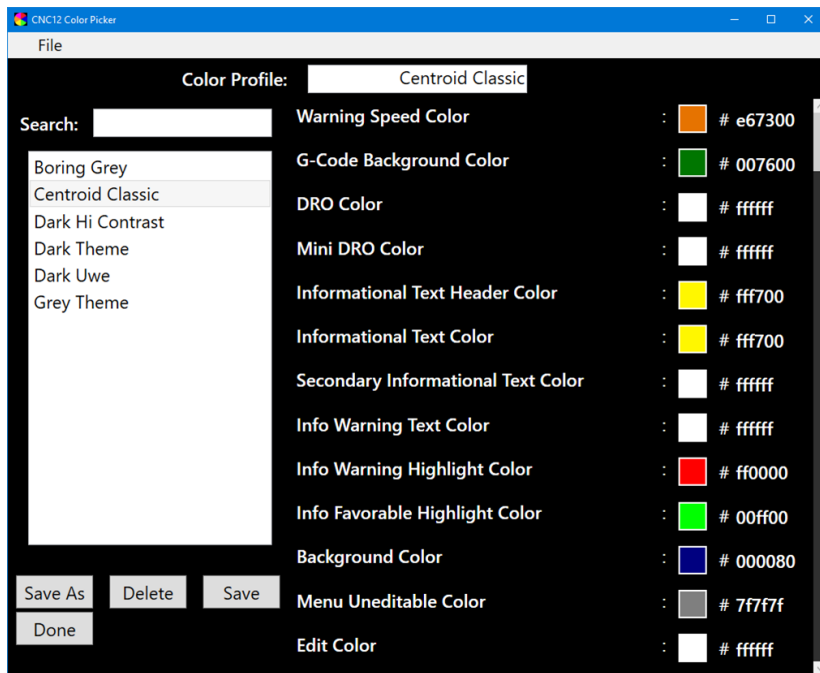 CNC12 Color Picker
File
Color Profile: Centroid Classic
Search:
Boring Grey
Centroid Classic
Dark Hi Contrast
Dark Theme
Dark Uwe
Grey Theme
Save As Delete Save
Done
Warning Speed Color : # e67300
G-Code Background Color : # 007600
DRO Color : # ffffff
Mini DRO Color : # ffffff
Informational Text Header Color : # fff700
Informational Text Color : # fff700
Secondary Informational Text Color : # ffffff
Info Warning Text Color : # ffffff
Info Warning Highlight Color : # ff0000
Info Favorable Highlight Color : # 00ff00
Background Color : # 000080
Menu Uneditable Color : # 7f7f7f
Edit Color : # ffffff